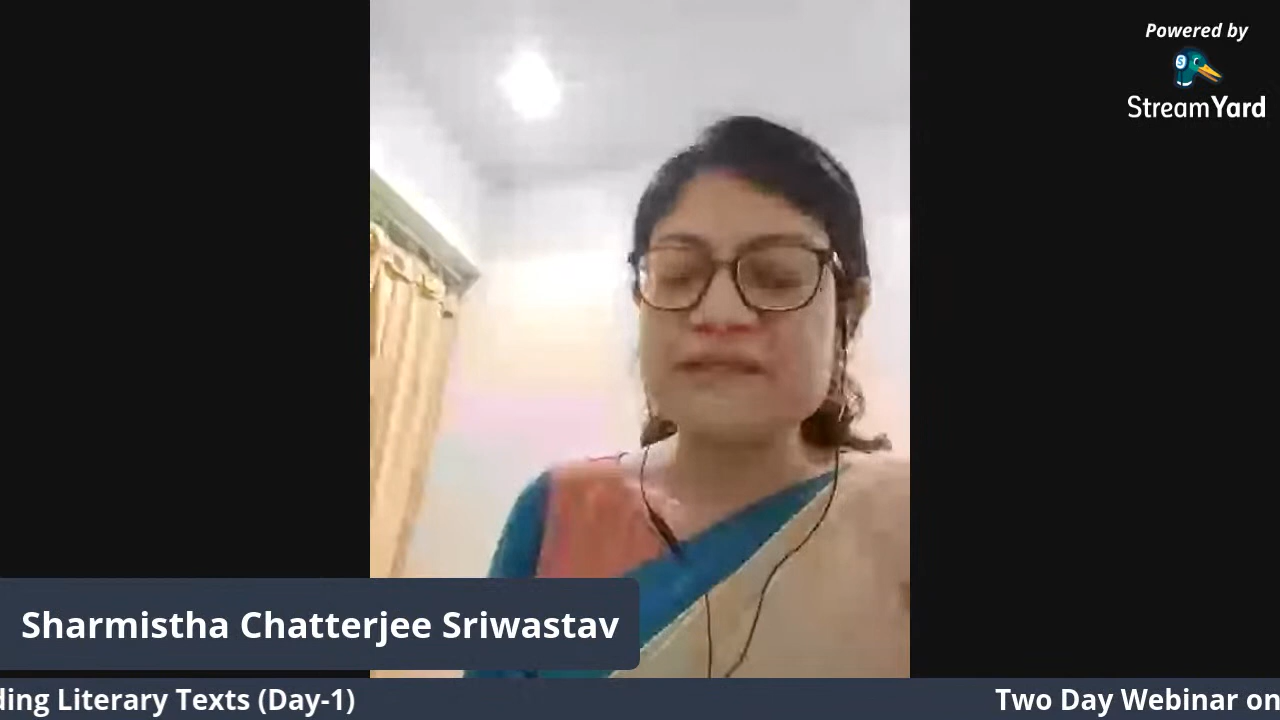 Powered by
StreamYard
Sharmistha Chatterjee Sriwastav
ding Literary Texts (Day-1)
Two Day Webinar on